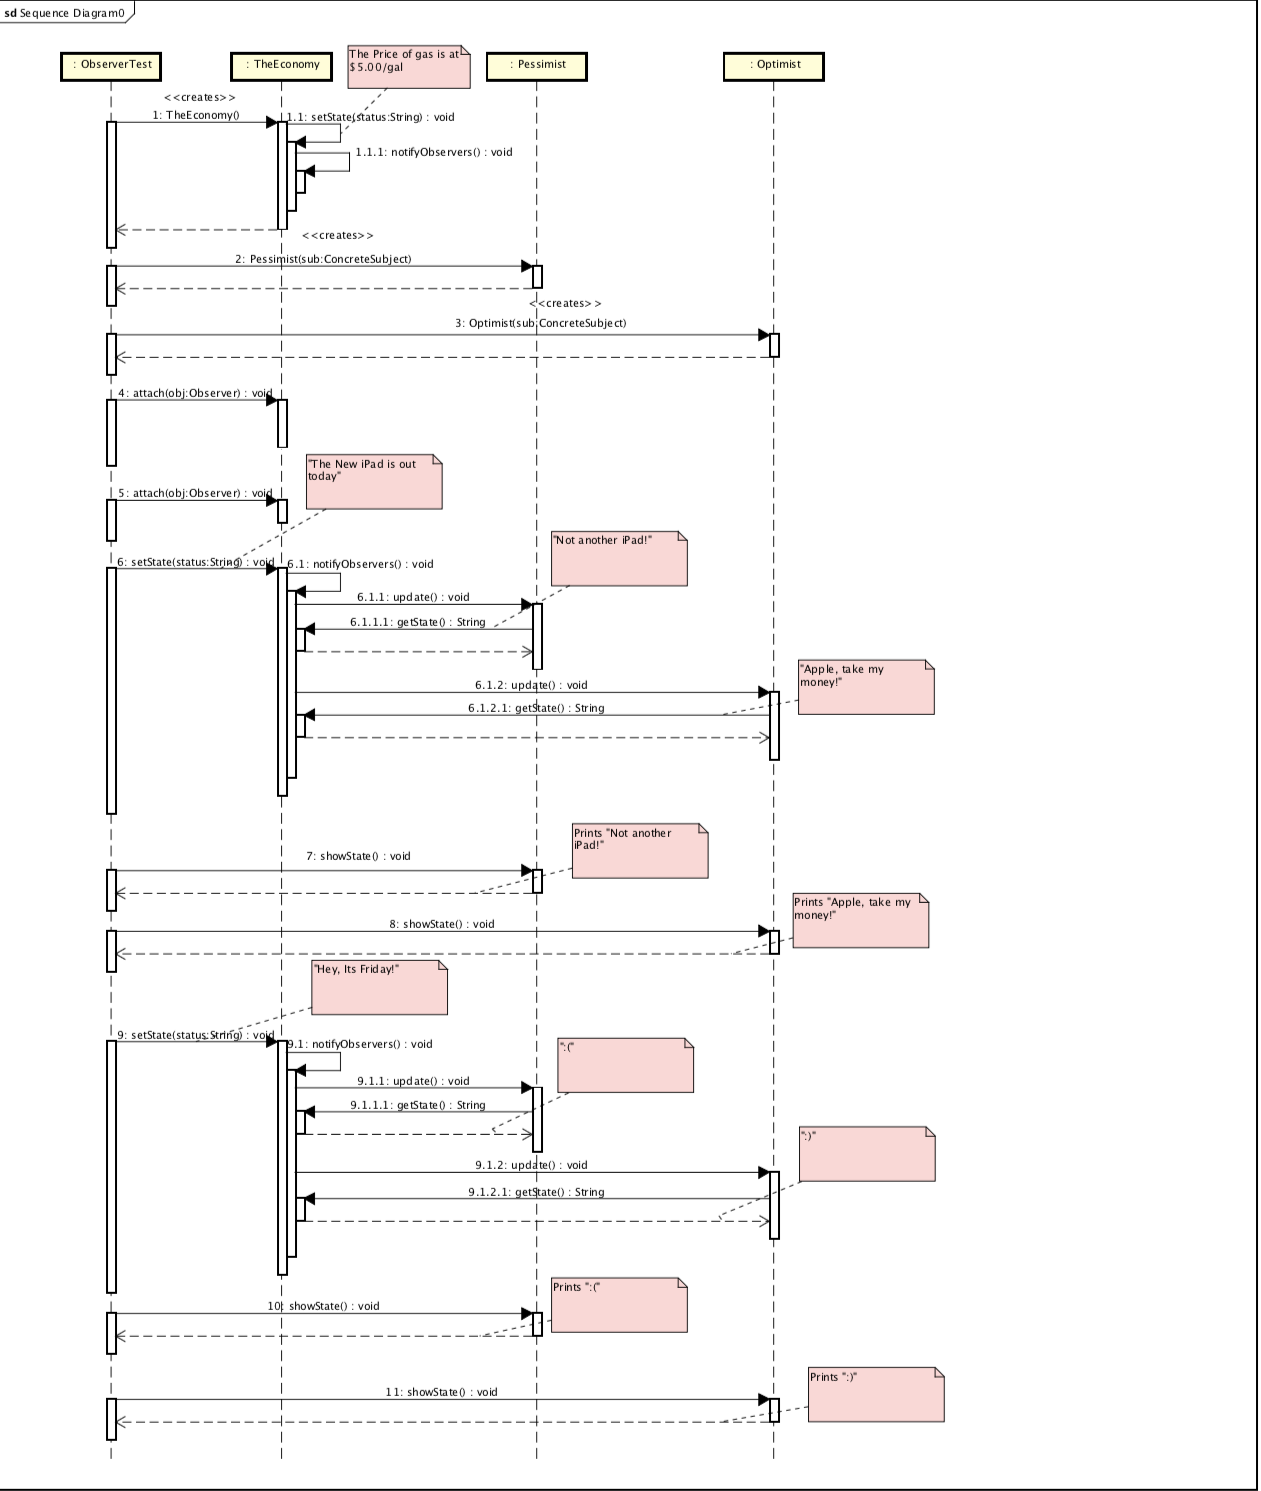 sd Sequence Diagram0
: ObserverTest
: TheEconomy
The Price of gas is at
$5.00/gal
: Pessimist
: Optimist
<<creates>>
1: TheEconomy()
1.1: setState(status:String) : void
1.1.1: notifyObservers() : void
<<creates>>
2: Pessimist(sub:ConcreteSubject)
<<creates>>
3: Optimist(sub:ConcreteSubject)
4: attach(obj:Observer) : void
"The New iPad is out
today"
5: attach(obj:Observer) : void
"Not another iPad!"
6: setState(status:String) : void
6.1: notifyObservers() : void
6.1.1: update() : void
6.1.1.1: getState() : String
"Apple, take my
money!"
6.1.2: update() : void
6.1.2.1: getState() : String
Prints "Not another
iPad!"
7: showState() : void
Prints "Apple, take my
money!"
8: showState() : void
"Hey, Its Friday!"
9: setState(status:String) : void
9.1: notifyObservers() : void
":("
9.1.1: update() : void
9.1.1.1: getState() : String
":)"
9.1.2: update() : void
9.1.2.1: getState() : String
Prints ":("
10: showState() : void
Prints ":)"
11: showState() : void